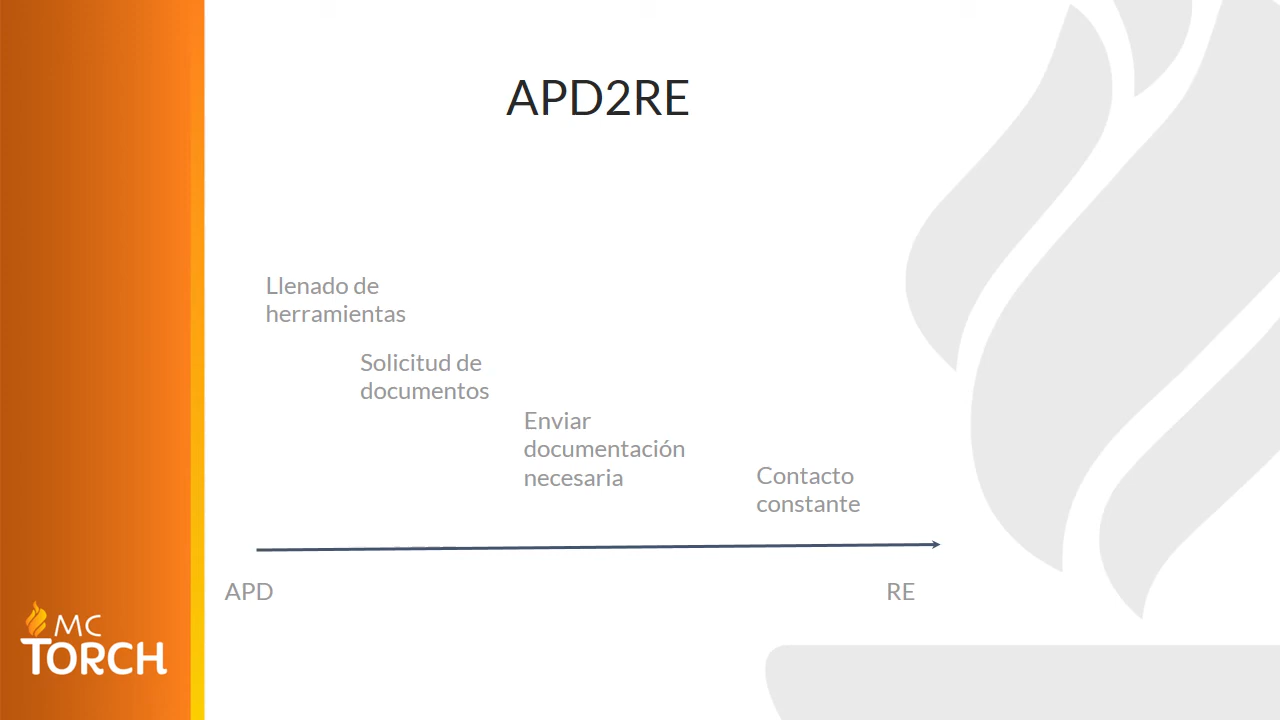 APD2RE
Llenado de
herramientas
Solicitud de
documentos
Enviar
documentación
necesaria
Contacto
constante
APD
RE
MC
TORCH